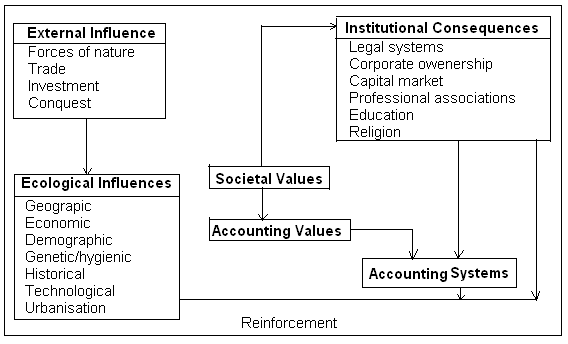 External Influence
Forces of nature
Trade
Investment
Conquest
Institutional Consequences
Legal systems
Corporate owenership
Capital market
Professional associations
Education
Religion
Ecological Influences
Geograpic
Economic
Demographic
Genetic/hygienic
Historical
Technological
Urbanisation
Societal Values
Accounting Values
Accounting Systems
Reinforcement